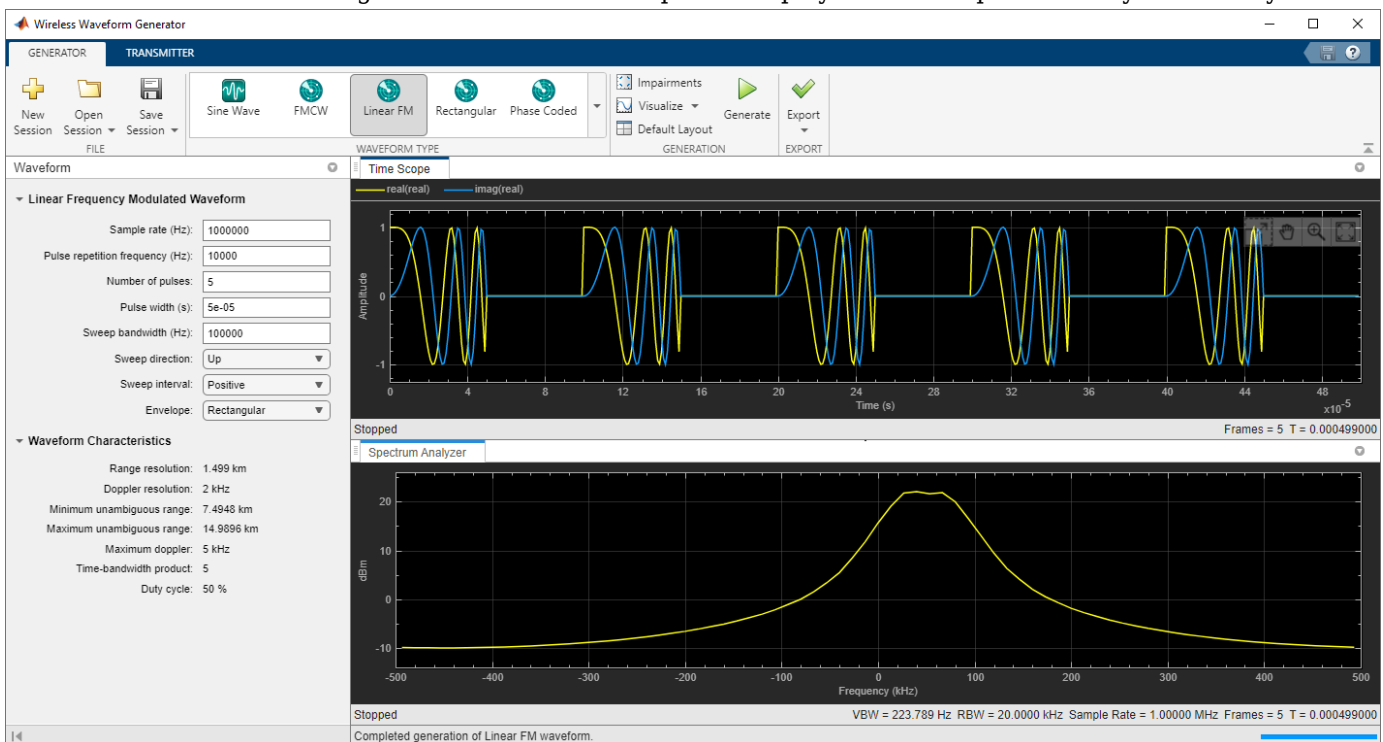 Wireless Waveform Generator
GENERATOR TRANSMITTER
New Session
Open Session
Save Session
FILE
Sine Wave
FMCW
Linear FM
Rectangular
Phase Coded
WAVEFORM TYPE
Impairments
Visualize
Default Layout
Generate
GENERATION
Export
EXPORT
Waveform
Linear Frequency Modulated Waveform
Sample rate (Hz): 1000000
Pulse repetition frequency (Hz): 10000
Number of pulses: 5
Pulse width (s): 5e-05
Sweep bandwidth (Hz): 100000
Sweep direction: Up
Sweep interval: Positive
Envelope: Rectangular
Waveform Characteristics
Range resolution: 1.499 km
Doppler resolution: 2 kHz
Minimum unambiguous range: 7.4948 km
Maximum unambiguous range: 14.9896 km
Maximum doppler: 5 kHz
Time-bandwidth product: 5
Duty cycle: 50 %
Time Scope
real(real) imag(real)
1
0
-1
Amplitude
0 4 8 12 16 20 24 28 32 36 40 44 48
Time (s)
x10-5
Stopped Frames = 5 T = 0.000499000
Spectrum Analyzer
20
10
0
-10
dBm
-500 -400 -300 -200 -100 0 100 200 300 400 500
Frequency (kHz)
Stopped VBW = 223.789 Hz RBW = 20.0000 kHz Sample Rate = 1.00000 MHz Frames = 5 T = 0.000499000
Completed generation of Linear FM waveform.